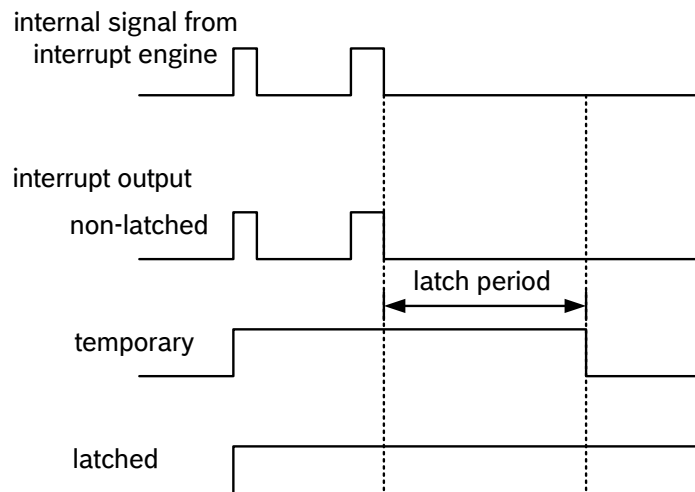 internal signal from
interrupt engine
interrupt output
non-latched
latch period
temporary
latched